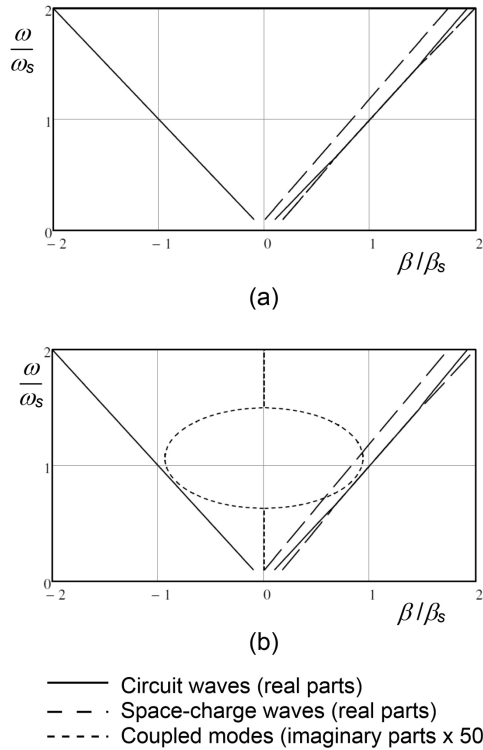 2
ω
ωs
1
0
−2 −1 0 1 2
β/βs
(a)
2
ω
ωs
1
0
−2 −1 0 1 2
β/βs
(b)
Circuit waves (real parts)
Space-charge waves (real parts)
Coupled modes (imaginary parts x 50